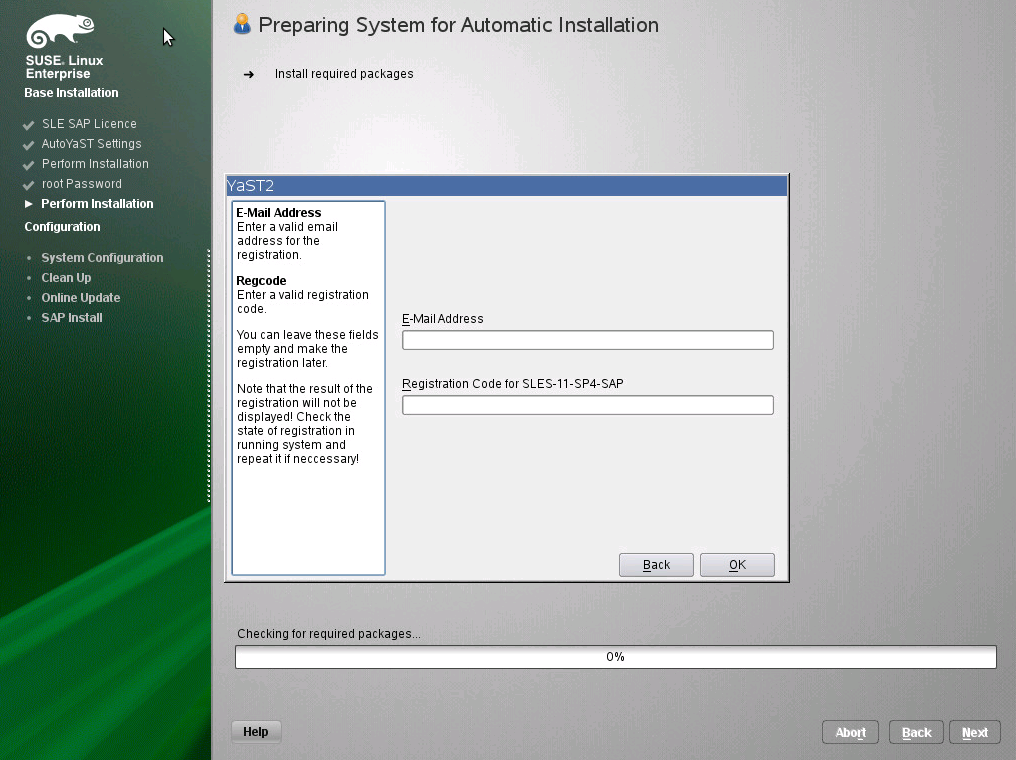 SUSE® Linux
Enterprise
Base Installation
SLE SAP Licence
AutoYaST Settings
Perform Installation
root Password
Perform Installation
Configuration
System Configuration
Clean Up
Online Update
SAP Install
Preparing System for Automatic Installation
Install required packages
YaST2
E-Mail Address
Enter a valid email
address for the
registration.
Regcode
Enter a valid registration
code.
You can leave these fields
empty and make the
registration later.
Note that the result of the
registration will not be
displayed! Check the
state of registration in
running system and
repeat it if neccessary!
E-Mail Address
Registration Code for SLES-11-SP4-SAP
Back
OK
Checking for required packages...
0%
Help
Abort
Back
Next